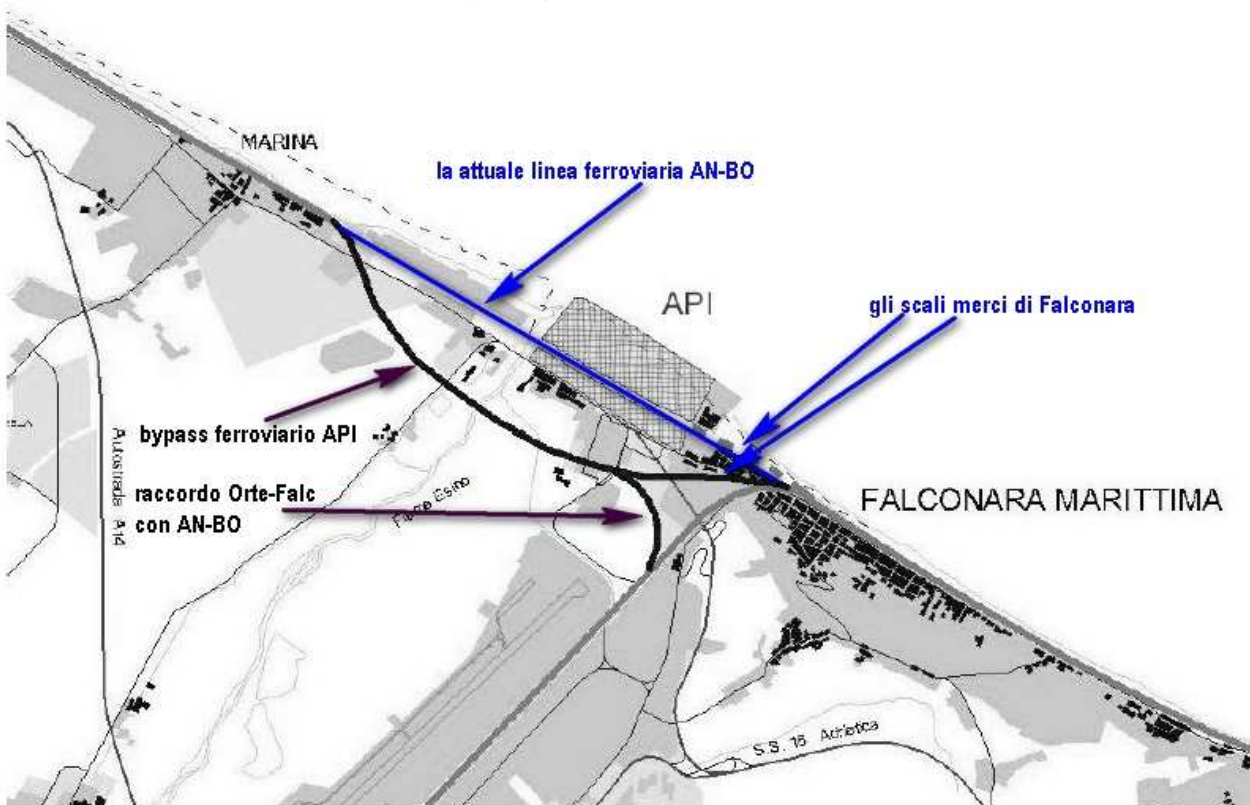 MARINA
la attuale linea ferroviaria AN-BO
API
gli scali merci di Falconara
bypass ferroviario API
Autostrada A14
raccordo Orte-Falc
con AN-BO
Fiume Esino
FALCONARA MARITTIMA
S.S. 16 Adriatica